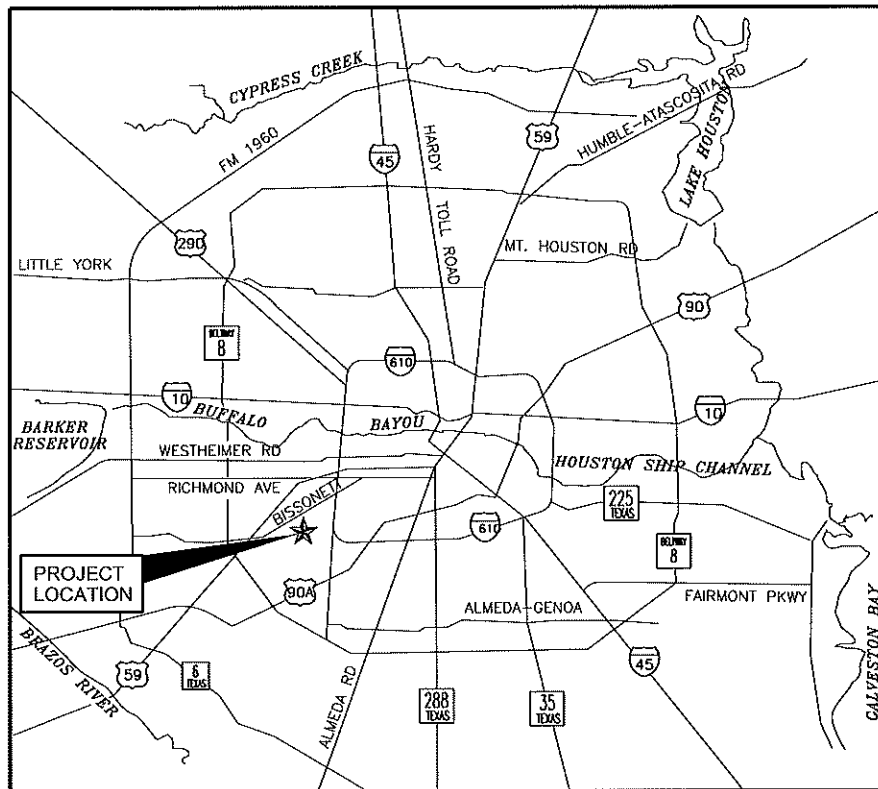 CYPRESS CREEK
FM 1960
45
HARDY
TOLL ROAD
59
HUMBLE-ATASCOSITA RD
LAKE HOUSTON
290
MT. HOUSTON RD
LITTLE YORK
90
BELTWAY
8
610
10
10
BUFFALO
BAYOU
BARKER
RESERVOIR
WESTHEIMER RD
RICHMOND AVE
BISSONETT
HOUSTON SHIP CHANNEL
225
TEXAS
610
BELTWAY
8
PROJECT
LOCATION
90A
ALMEDA-GENOA
FAIRMONT PKWY
BRAZOS RIVER
59
6
TEXAS
ALMEDA RD
288
TEXAS
35
TEXAS
45
CALVESTON BAY